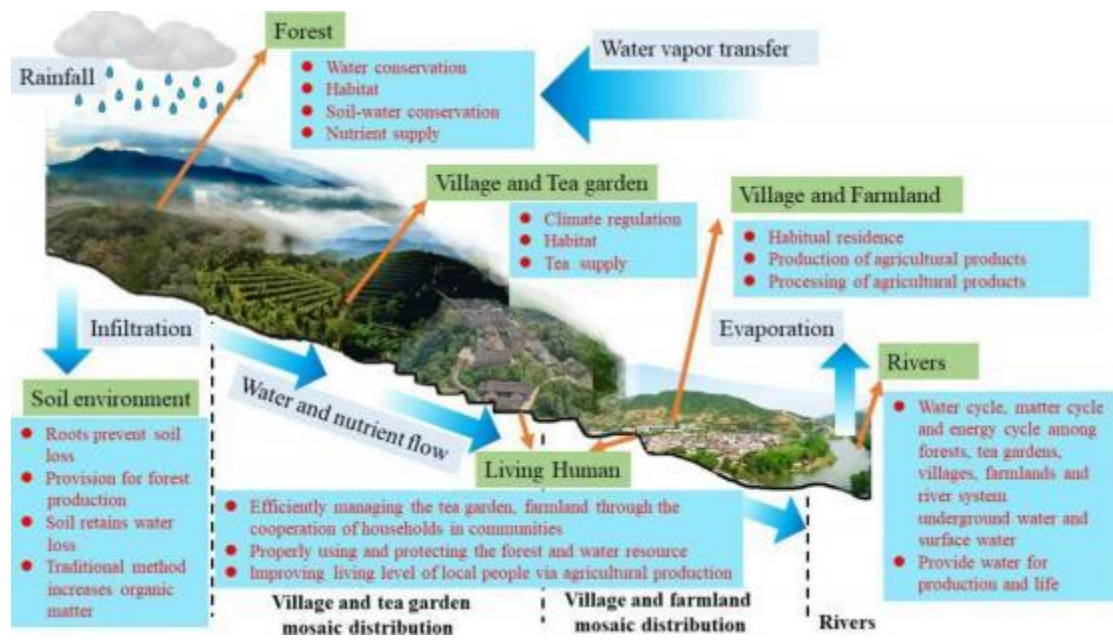 Forest
Rainfall
Water conservation
Habitat
Soil-water conservation
Nutrient supply
Water vapor transfer
Village and Tea garden
Climate regulation
Habitat
Tea supply
Village and Farmland
Habitual residence
Production of agricultural products
Processing of agricultural products
Infiltration
Water and nutrient flow
Evaporation
Rivers
Water cycle, matter cycle
and energy cycle among
forests, tea gardens,
villages, farmlands and
river system
underground water and
surface water
Provide water for
production and life
Soil environment
Roots prevent soil
loss
Provision for forest
production
Soil retains water
loss
Traditional method
increases organic
matter
Living Human
Efficiently managing the tea garden, farmland through the
cooperation of households in communities
Properly using and protecting the forest and water resource
Improving living level of local people via agricultural production
Village and tea garden
mosaic distribution
Village and farmland
mosaic distribution
Rivers